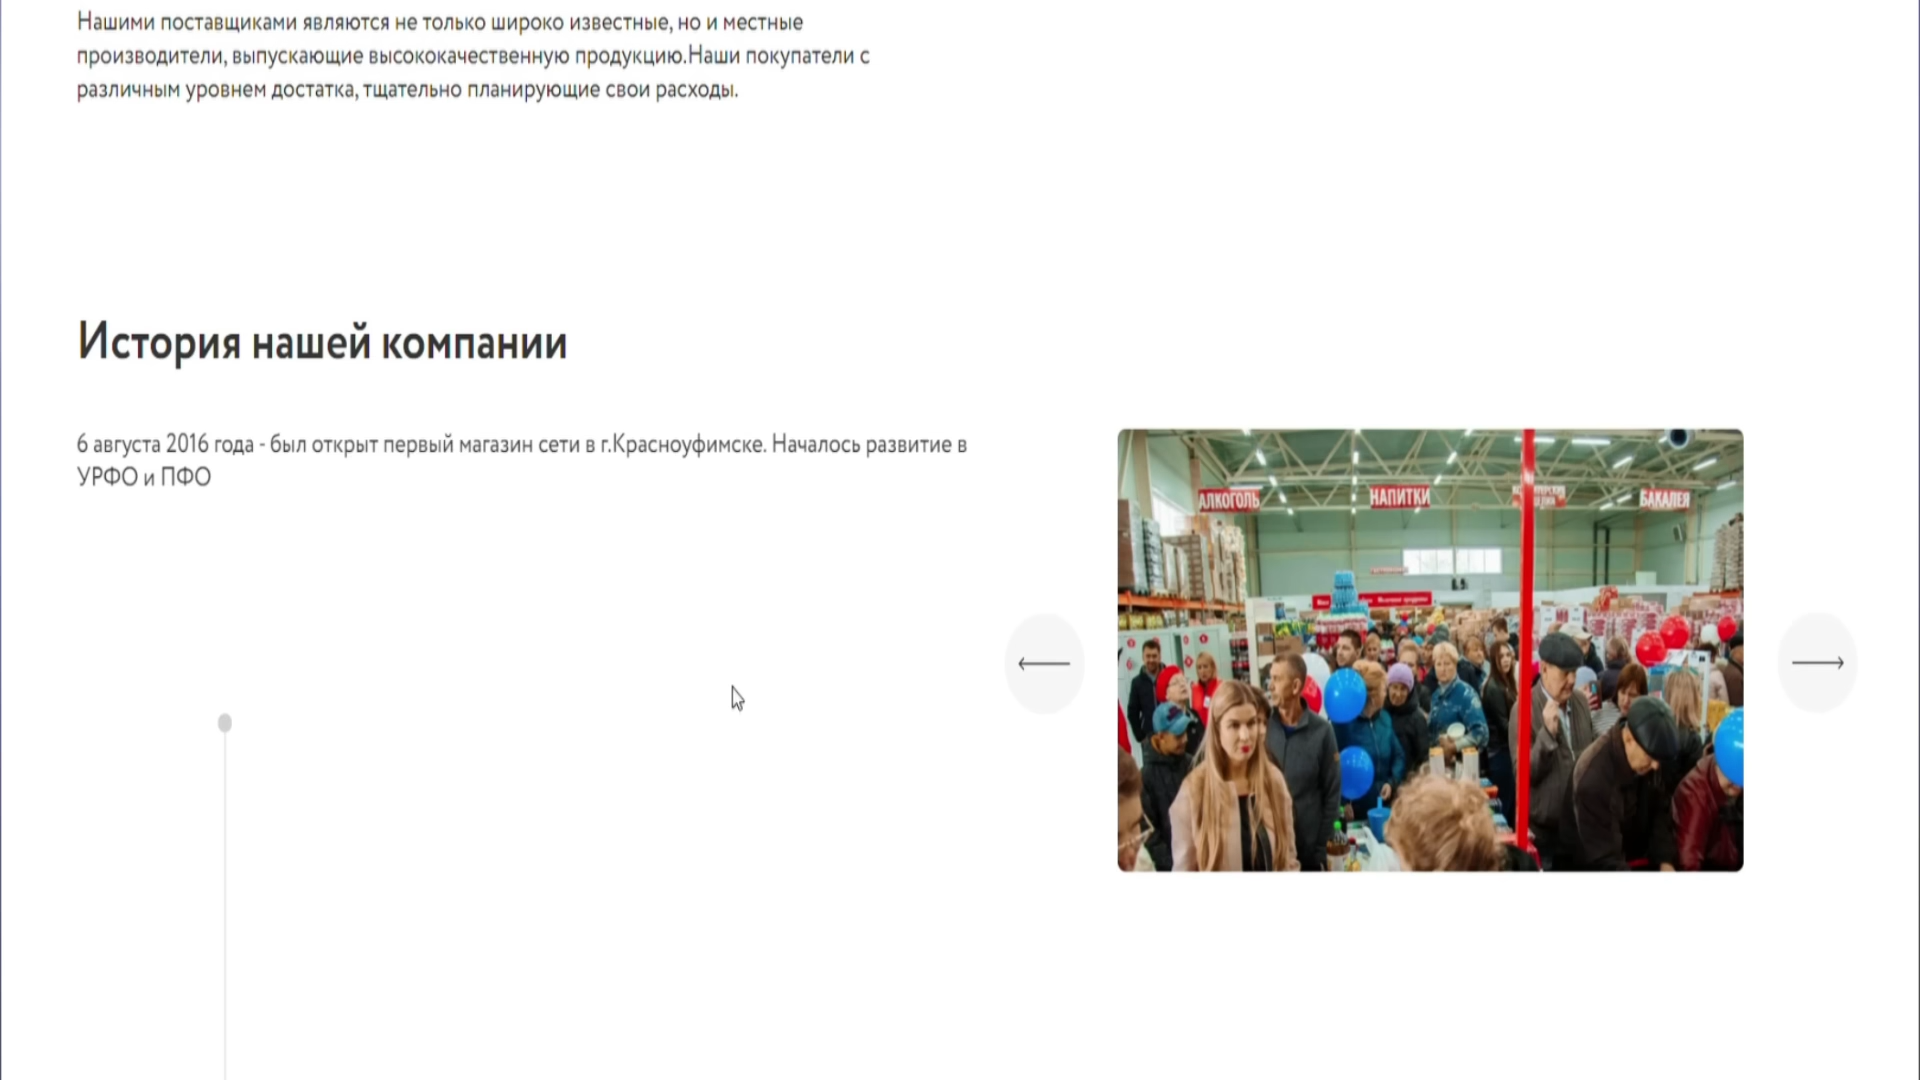 Нашими поставщиками являются не только широко известные, но и местные
производители, выпускающие высококачественную продукцию.Наши покупатели с
различным уровнем достатка, тщательно планирующие свои расходы.
История нашей компании
6 августа 2016 года - был открыт первый магазин сети в г.Красноуфимске. Началось развитие в
УРФО и ПФО
АЛКОГОЛЬ
НАПИТКИ
БАКАЛЕЯ